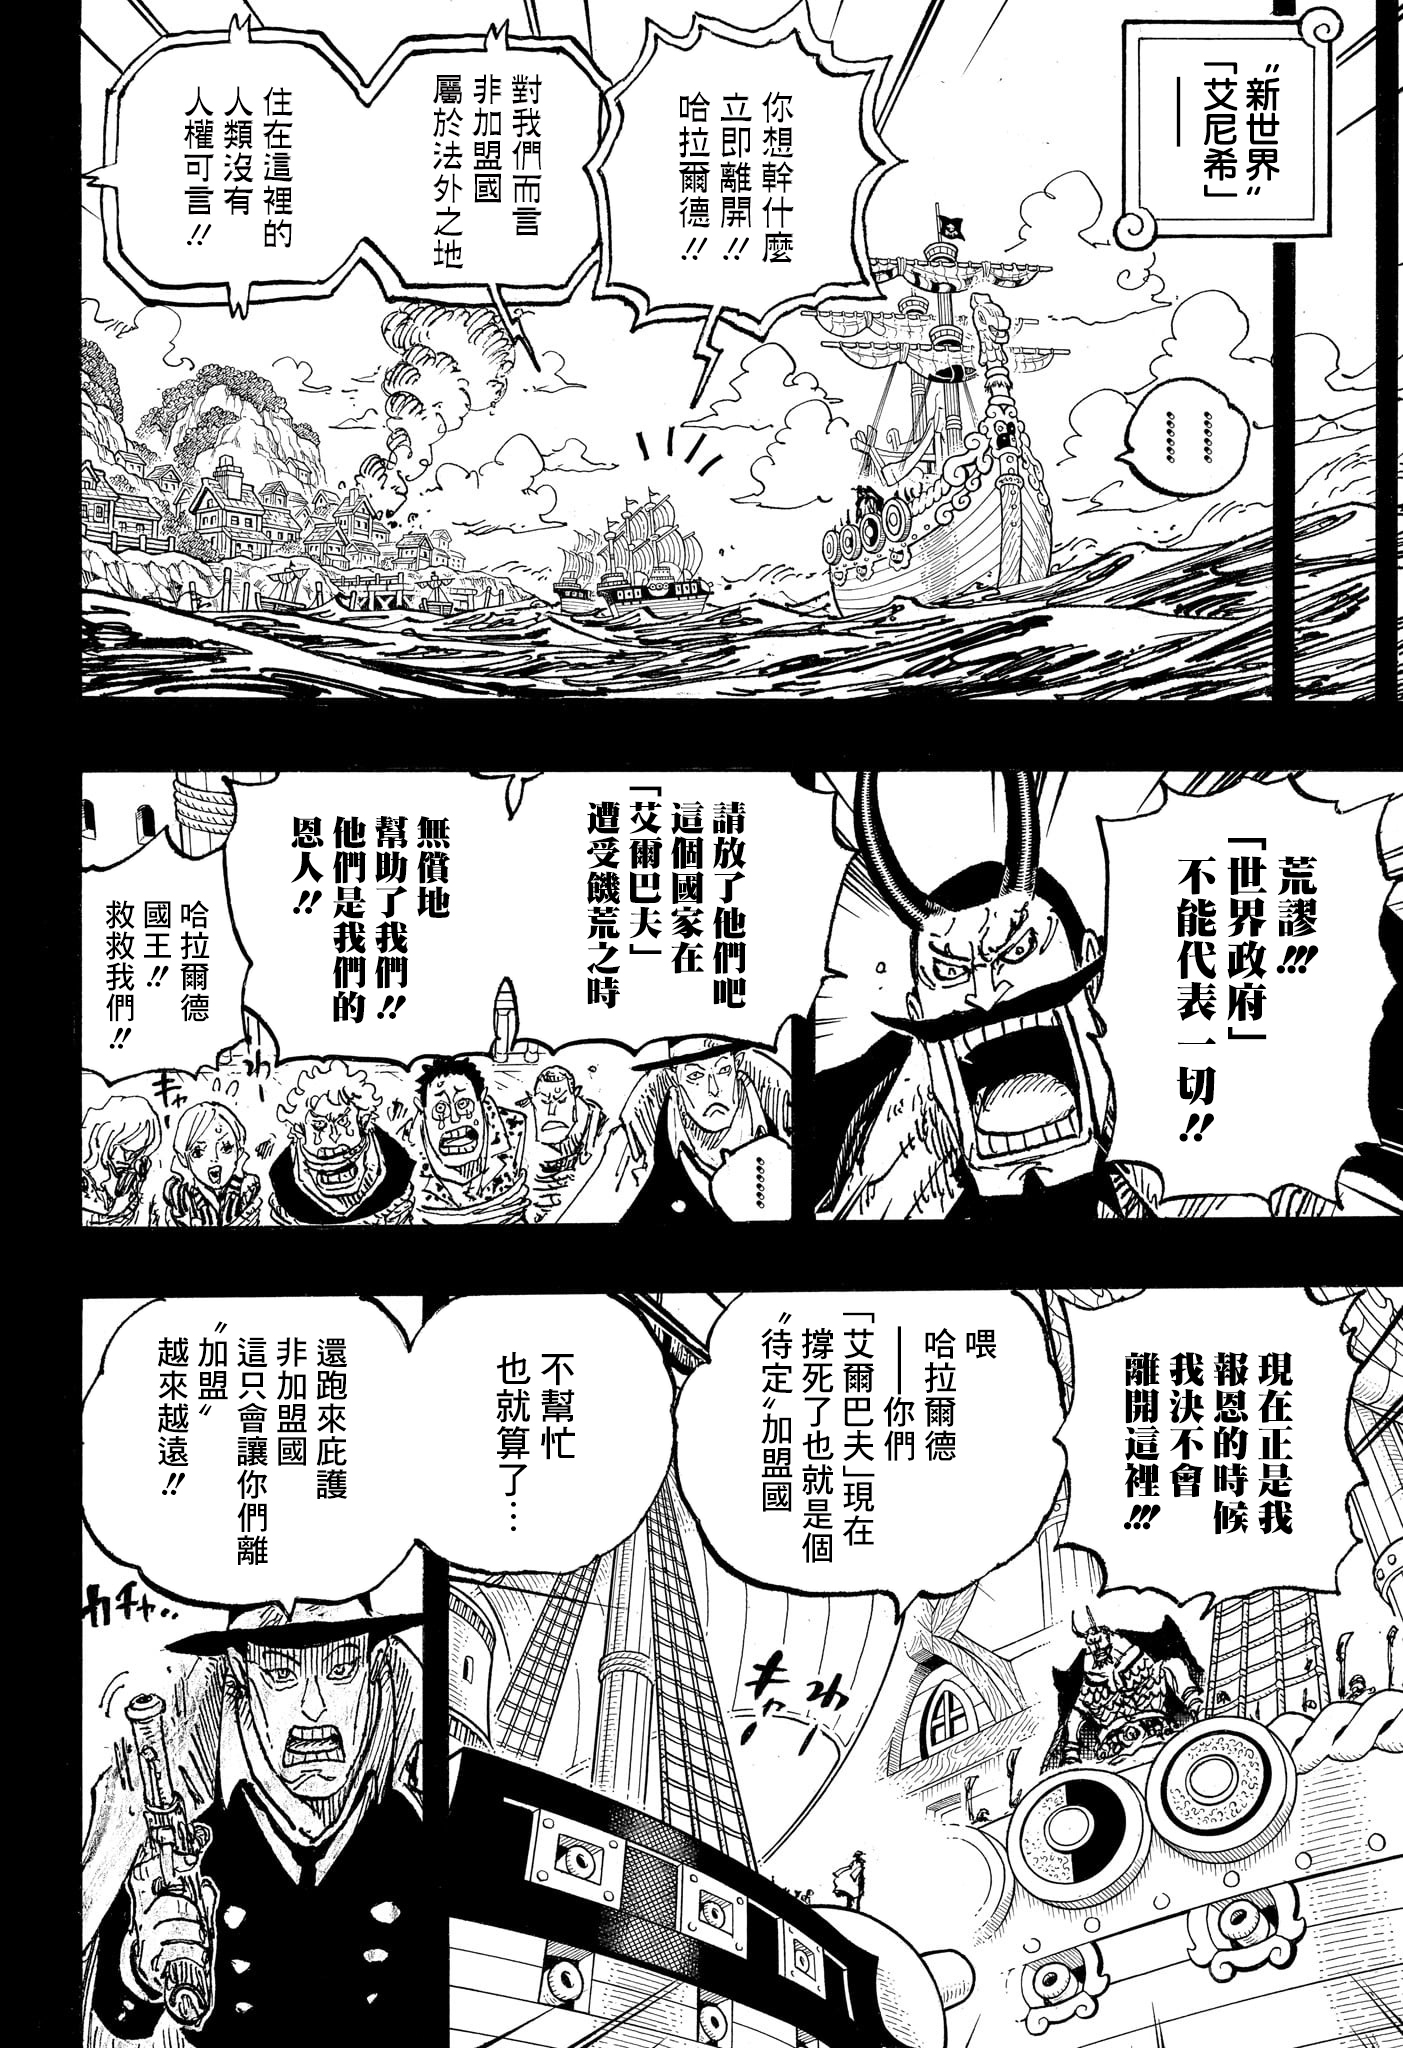 〝新世界〞
「艾尼希」
——
你想幹什麼
立即離開!!
哈拉爾德!!
對我們而言
非加盟國
屬於法外之地
住在這裡的
人類沒有
人權可言!!
……
……
荒謬!!!
「世界政府」
不能代表一切!!
請放了他們吧
這個國家在
「艾爾巴夫」
遭受饑荒之時
無償地
幫助了我們!!
他們是我們的
恩人!!
……
哈拉爾德
國王!!
救救我們!!
わ
キャ
現在正是我
報恩的時候
我決不會
離開這裡!!!
喂
哈拉爾德
——你們
「艾爾巴夫」現在
撐死了也就是個
〝待定〞加盟國
わ
キャ
不幫忙
也就算了…
還跑來庇護
非加盟國
這只會讓你們離
〝加盟〞
越來越遠!!
カチャ..